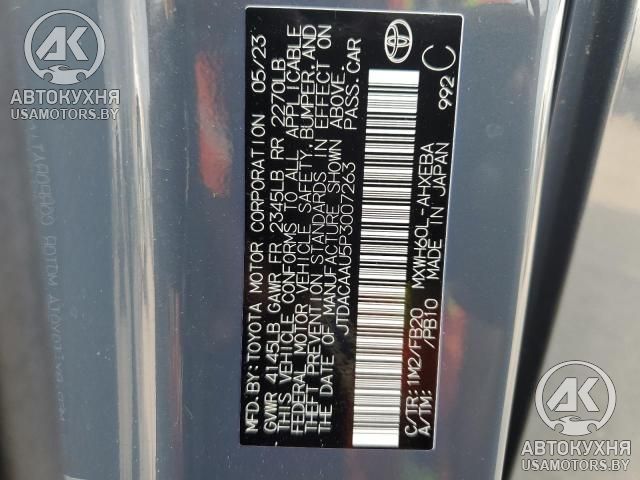 MFD. BY: TOYOTA MOTOR CORPORATION 05/23
GVWR 4145LB GAWR FR 2345LB RR 2270LB
THIS VEHICLE CONFORMS TO ALL APPLICABLE
FEDERAL MOTOR VEHICLE SAFETY, BUMPER, AND
THEFT PREVENTION STANDARDS IN EFFECT ON
THE DATE OF MANUFACTURE SHOWN ABOVE.
JTDACAAU5P3007263 PASS.CAR
C/TR:1M2/FB20 MXWH60L-AHXEBA
A/TM: /PB10 MADE IN JAPAN
992 C
TOYOTA
АК
АВТОКУХНЯ
USAMOTORS.BY
АК
АВТОКУХНЯ
USAMOTORS.BY